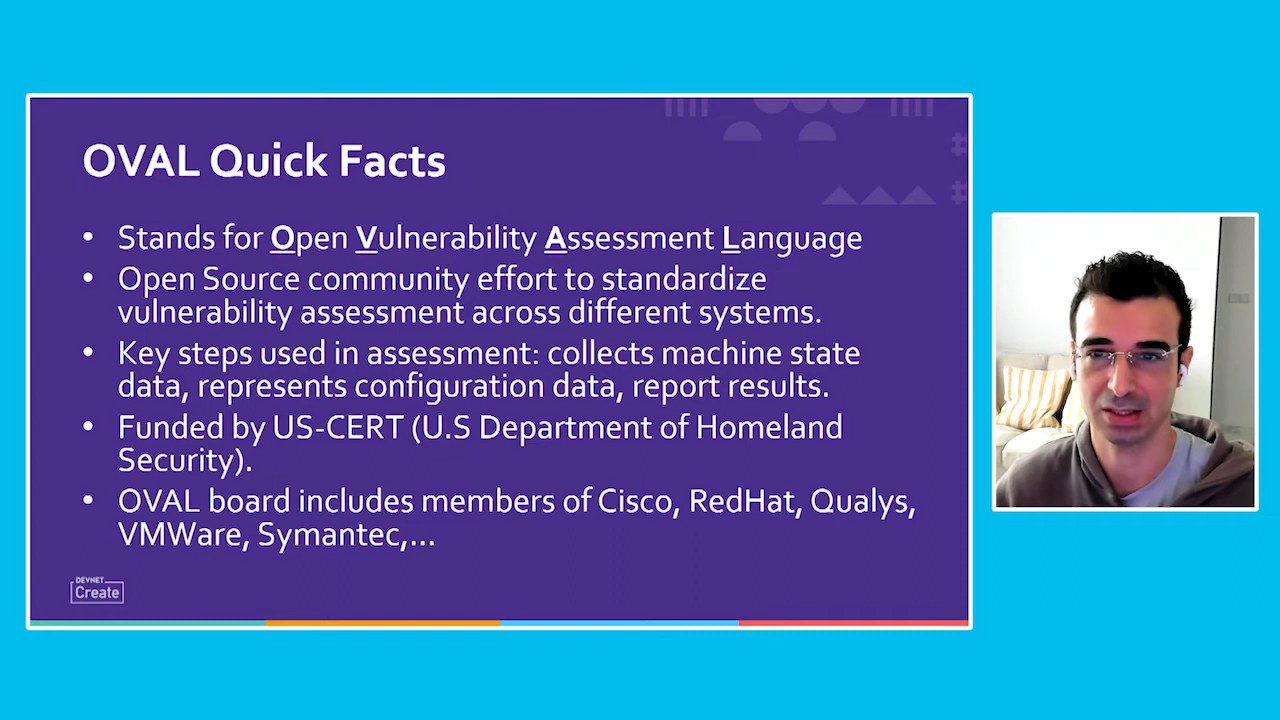 OVAL Quick Facts
• Stands for Open Vulnerability Assessment Language
• Open Source community effort to standardize
vulnerability assessment across different systems.
• Key steps used in assessment: collects machine state
data, represents configuration data, report results.
• Funded by US-CERT (U.S Department of Homeland
Security).
• OVAL board includes members of Cisco, RedHat, Qualys,
VMWare, Symantec,...
DEVNET
Create